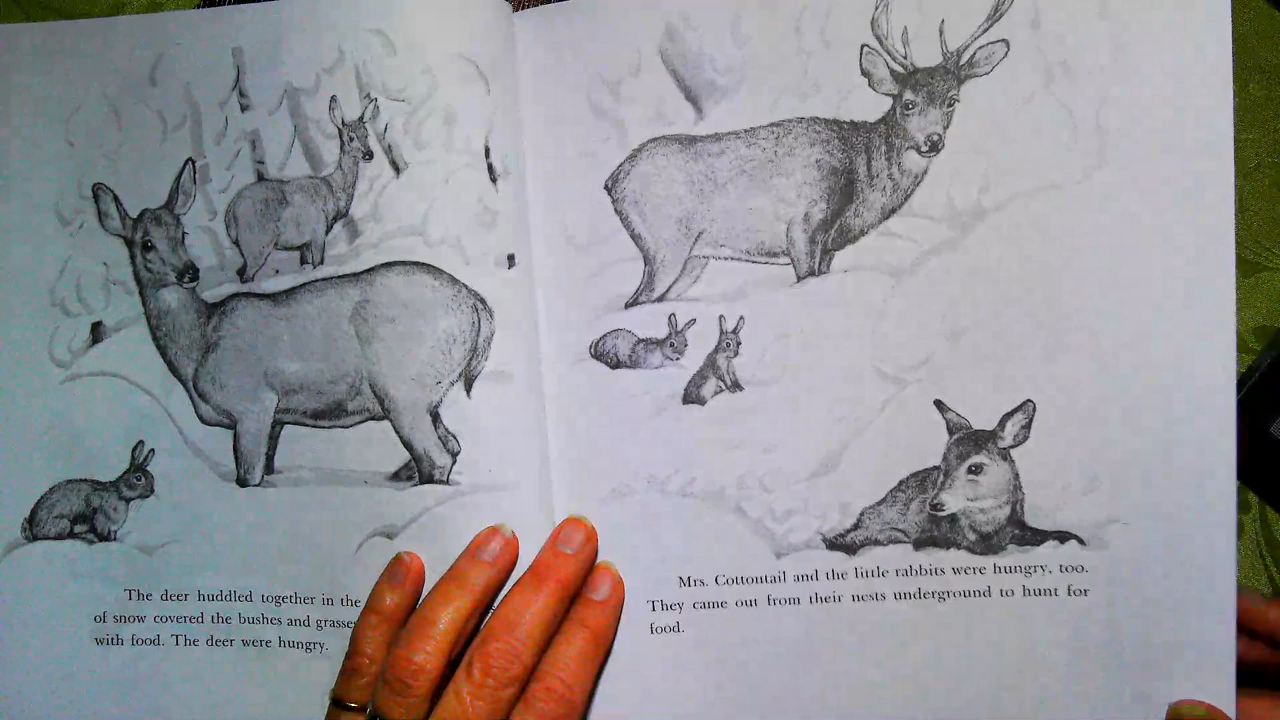 The deer huddled together in the
of snow covered the bushes and grasses
with food. The deer were hungry.
Mrs. Cottontail and the little rabbits were hungry, too.
They came out from their nests underground to hunt for
food.